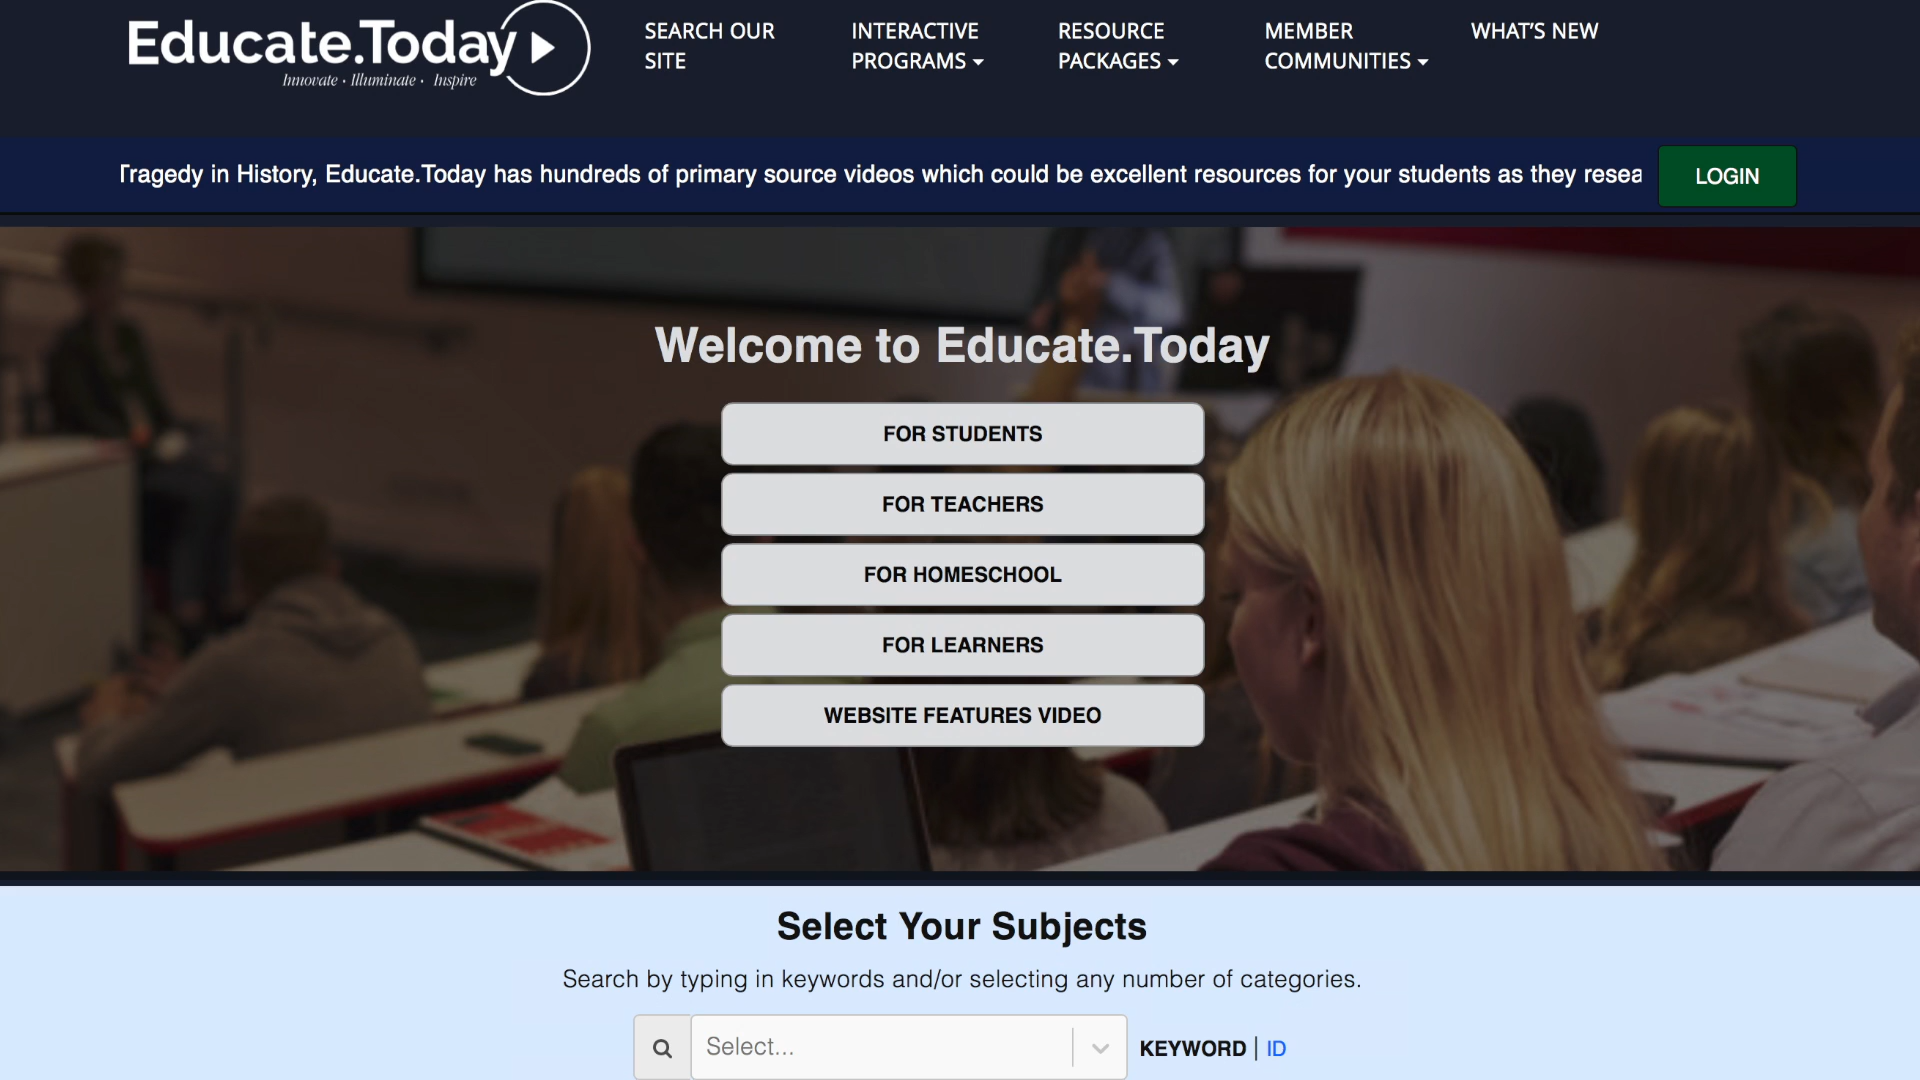 Educate.Today
Innovate · Illuminate · Inspire
SEARCH OUR
SITE
INTERACTIVE
PROGRAMS
RESOURCE
PACKAGES
MEMBER
COMMUNITIES
WHAT'S NEW
Tragedy in History, Educate.Today has hundreds of primary source videos which could be excellent resources for your students as they resea
LOGIN
Welcome to Educate.Today
FOR STUDENTS
FOR TEACHERS
FOR HOMESCHOOL
FOR LEARNERS
WEBSITE FEATURES VIDEO
Select Your Subjects
Search by typing in keywords and/or selecting any number of categories.
Select...
KEYWORD | ID